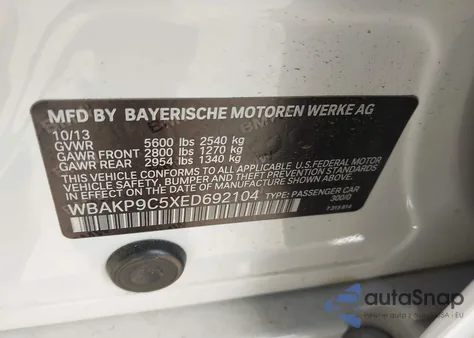 MFD BY BAYERISCHE MOTOREN WERKE AG
10/13
GVWR 5600 lbs 2540 kg
GAWR FRONT 2800 lbs 1270 kg
GAWR REAR 2954 lbs 1340 kg
THIS VEHICLE CONFORMS TO ALL APPLICABLE U.S.FEDERAL MOTOR
VEHICLE SAFETY, BUMPER, AND THEFT PREVENTION STANDARDS IN
EFFECT ON THE DATE OF MANUFACTURE SHOWN ABOVE.
WBAKP9C5XED692104 TYPE: PASSENGER CAR
300/0
autoSnap